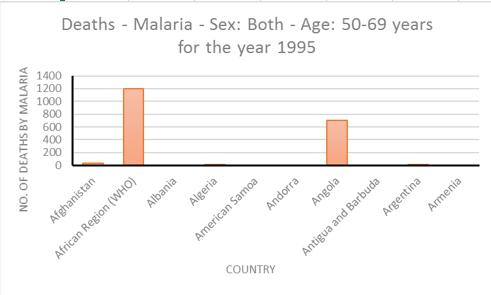 Deaths - Malaria - Sex: Both - Age: 50-69 years
for the year 1995
NO. OF DEATHS BY MALARIA
1400
1200
1000
800
600
400
200
0
Afghanistan
African Region (WHO)
Albania
Algeria
American Samoa
Andorra
Angola
Antigua and Barbuda
Argentina
Armenia
COUNTRY